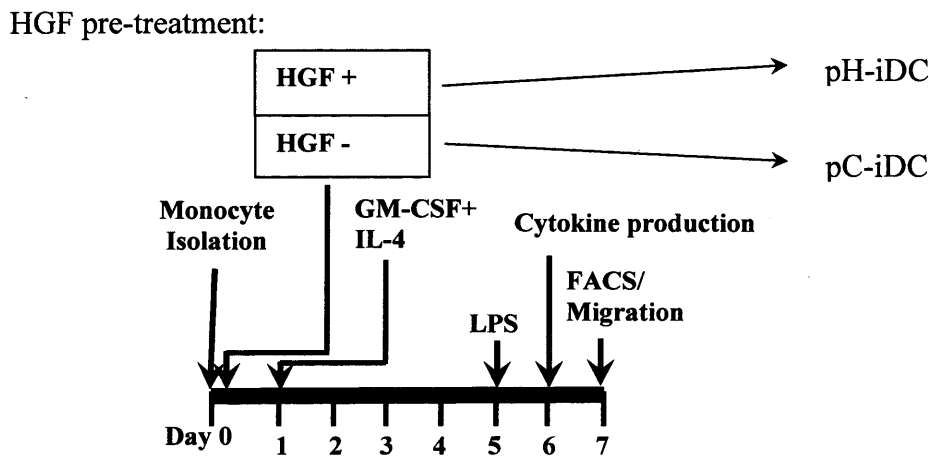 HGF pre-treatment:
HGF +
pH-iDC
HGF -
pC-iDC
Monocyte
Isolation
GM-CSF+
IL-4
Cytokine production
FACS/
Migration
LPS
Day 0 1 2 3 4 5 6 7